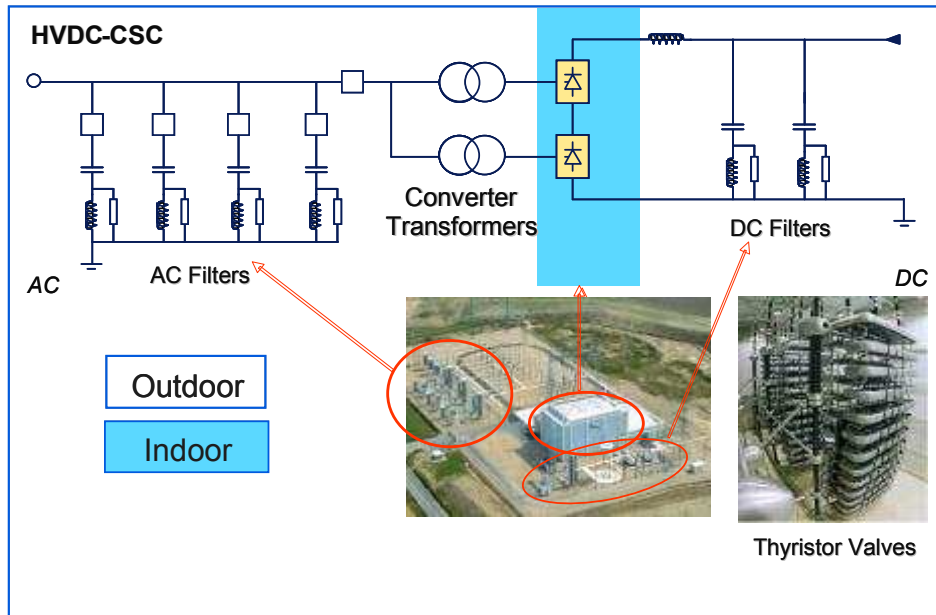 HVDC-CSC
Converter
Transformers
AC
AC Filters
DC Filters
DC
Outdoor
Indoor
Thyristor Valves